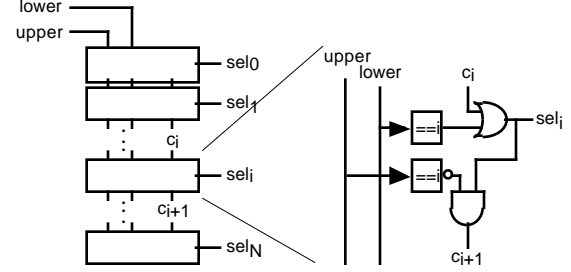 lower
upper
sel0
sel1
ci
seli
ci+1
selN
upper
lower
ci
==i
seli
==i
ci+1